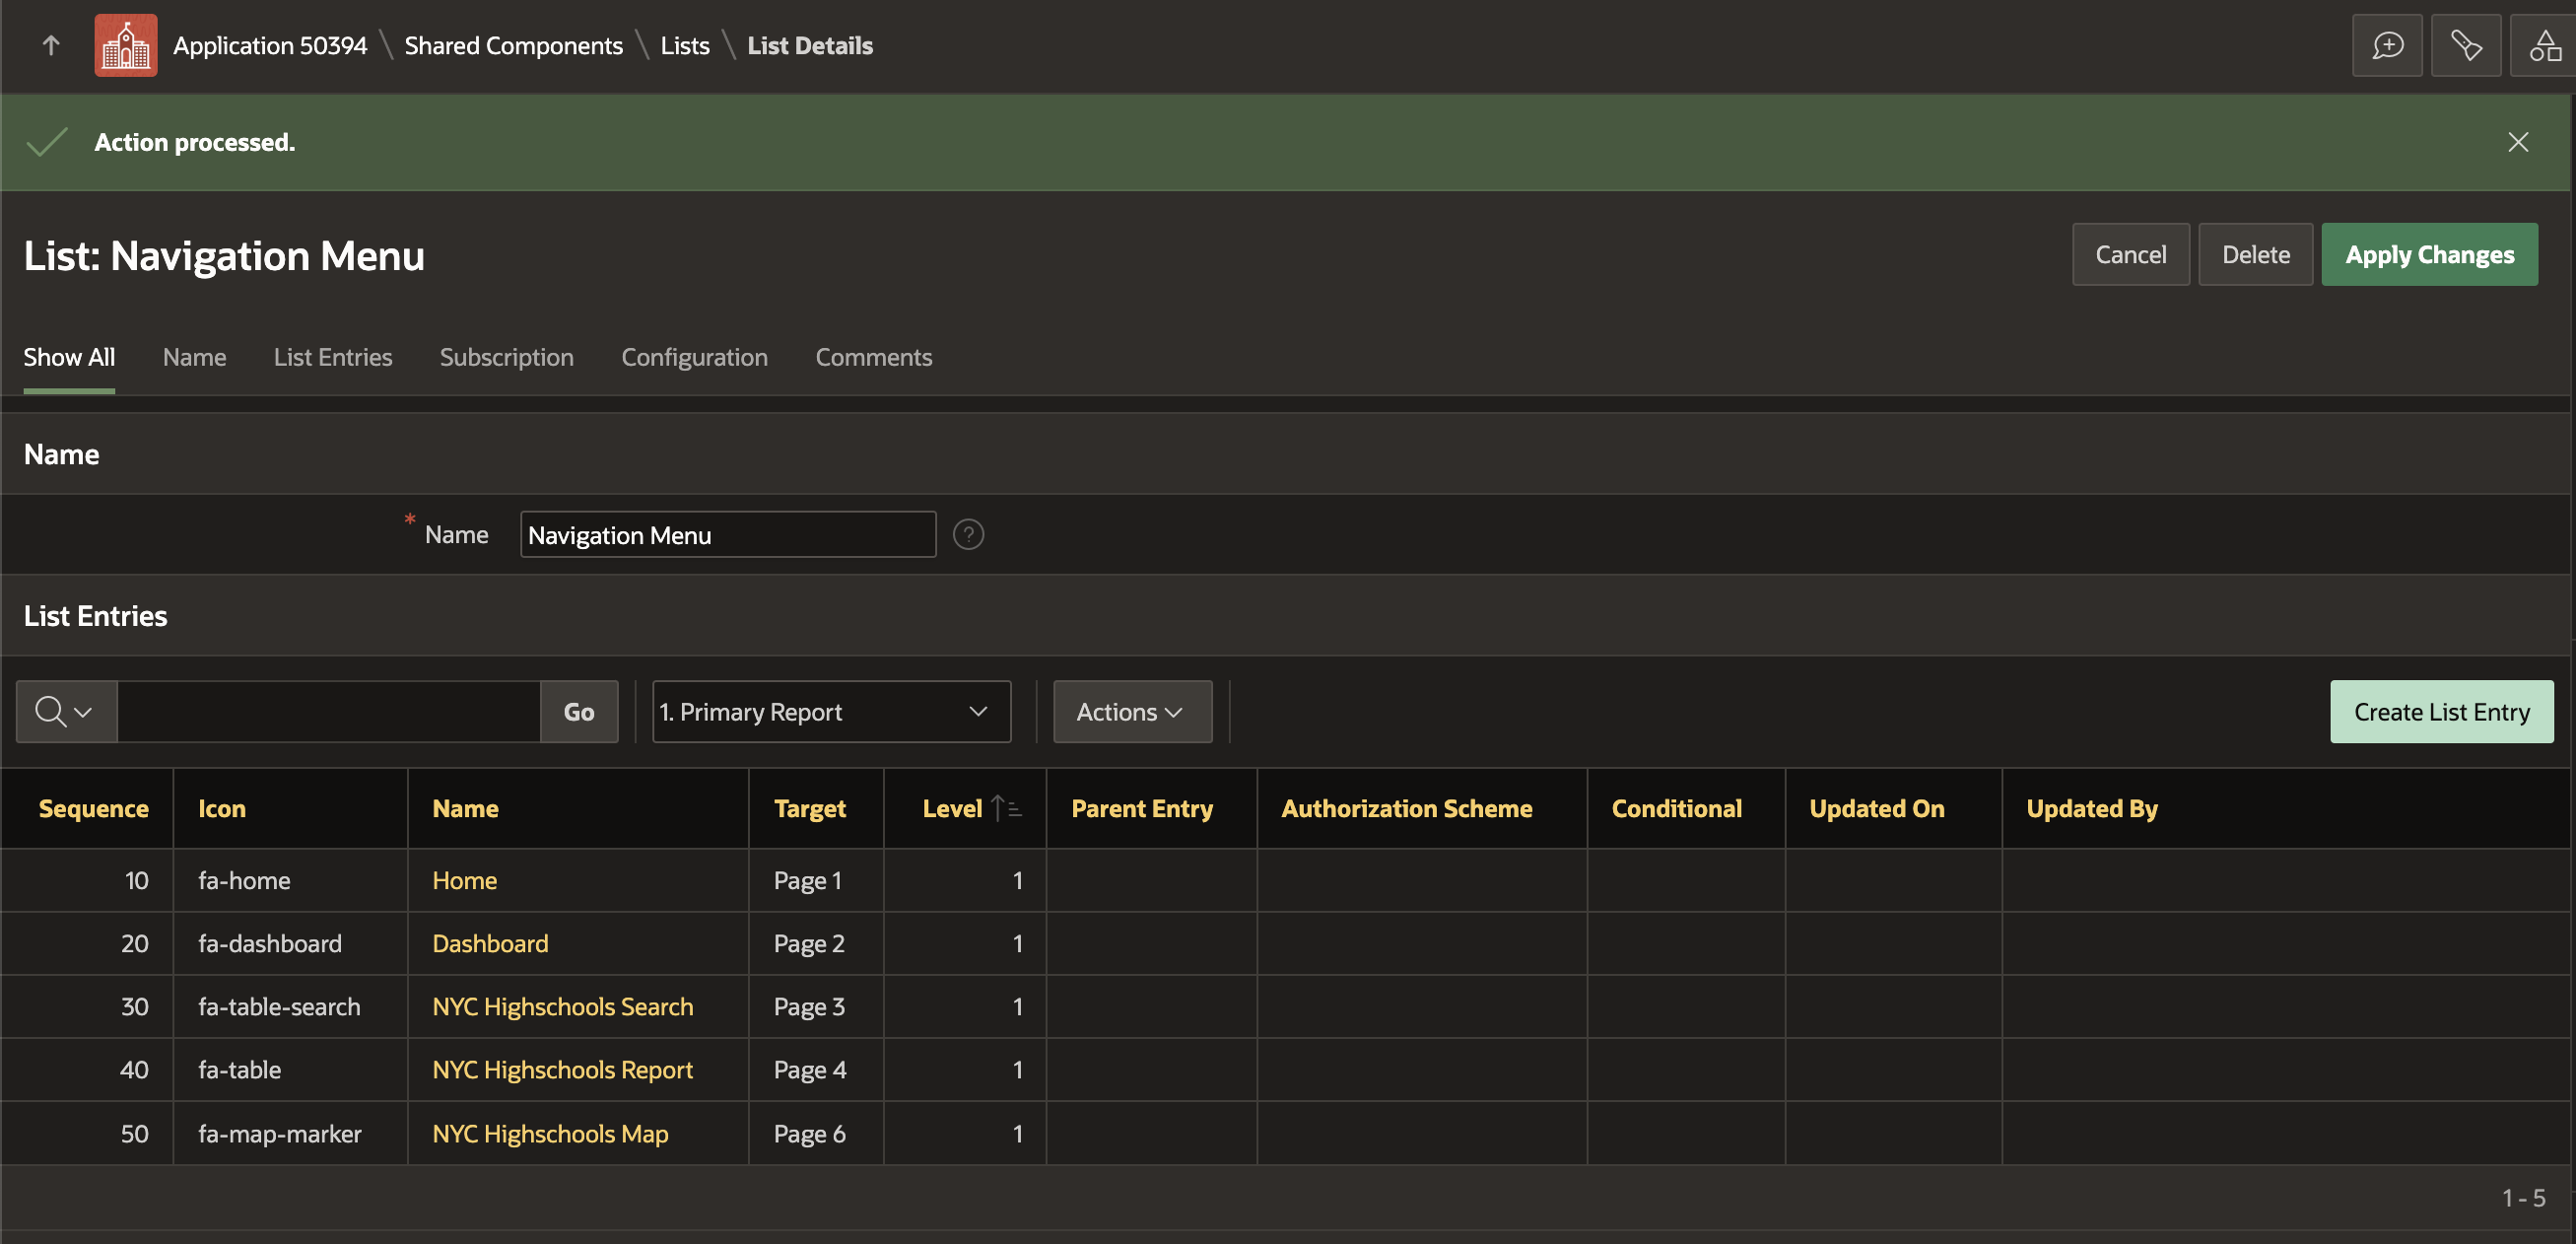 Application 50394 \ Shared Components \ Lists \ List Details
Action processed.
List: Navigation Menu
Cancel Delete Apply Changes
Show All Name List Entries Subscription Configuration Comments
Name
* Name Navigation Menu ?
List Entries
Go 1. Primary Report Actions Create List Entry
Sequence Icon Name Target Level Parent Entry Authorization Scheme Conditional Updated On Updated By
10 fa-home Home Page 1 1
20 fa-dashboard Dashboard Page 2 1
30 fa-table-search NYC Highschools Search Page 3 1
40 fa-table NYC Highschools Report Page 4 1
50 fa-map-marker NYC Highschools Map Page 6 1
1 - 5